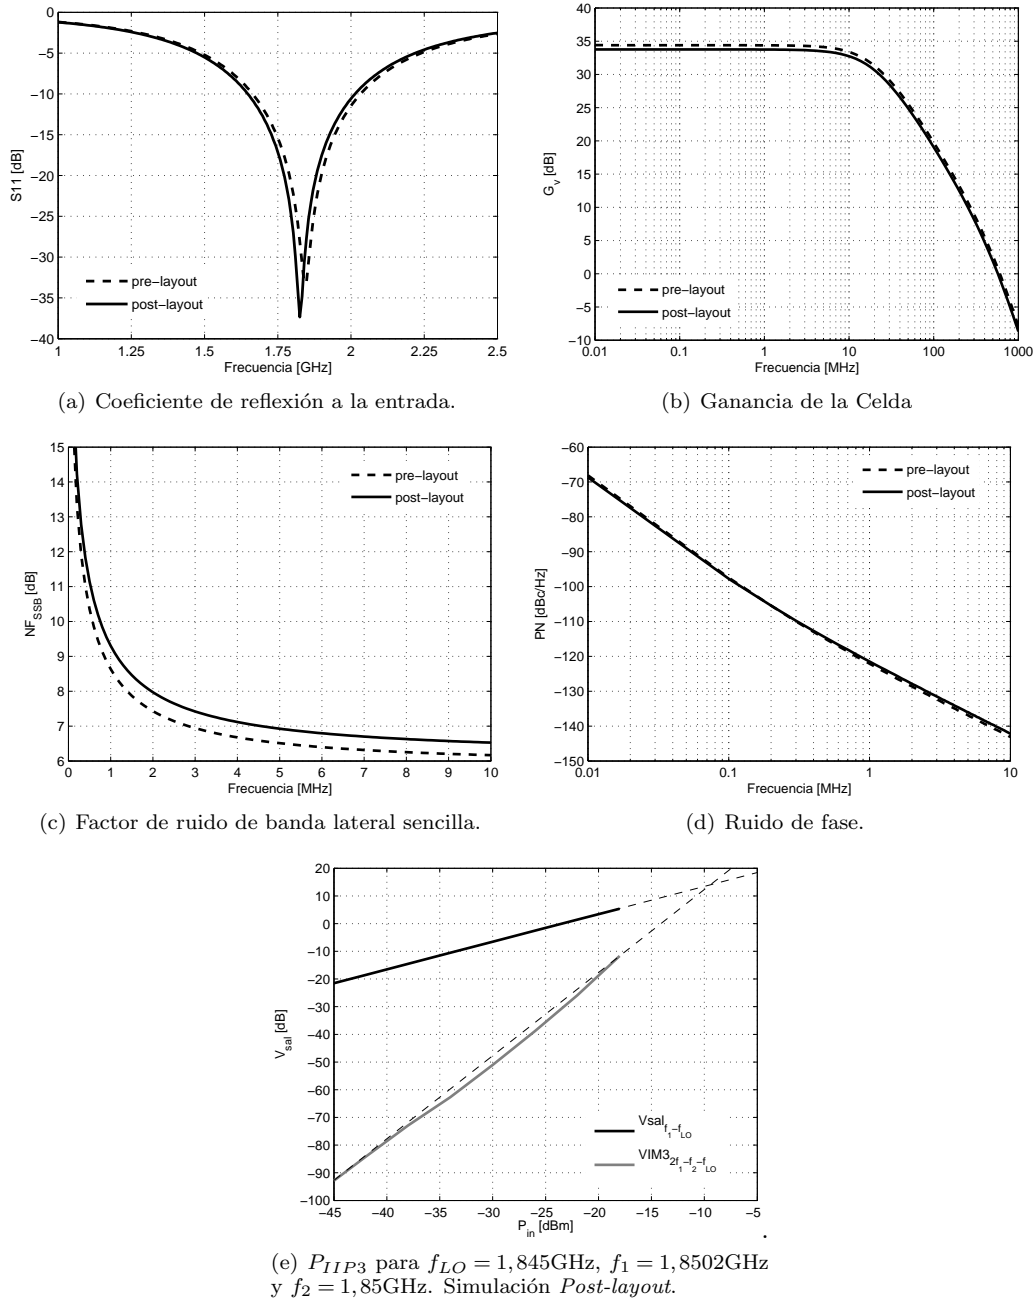 0
−5
−10
−15
−20
−25
−30
−35
−40
S11 [dB]
pre−layout
post−layout
1 1.25 1.5 1.75 2 2.25 2.5
Frecuencia [GHz]
(a) Coeficiente de reflexión a la entrada.
40
35
30
25
20
15
10
5
0
−5
−10
G_v [dB]
pre−layout
post−layout
0.01 0.1 1 10 100 1000
Frecuencia [MHz]
(b) Ganancia de la Celda
15
14
13
12
11
10
9
8
7
6
NF_SSB [dB]
pre−layout
post−layout
0 1 2 3 4 5 6 7 8 9 10
Frecuencia [MHz]
(c) Factor de ruido de banda lateral sencilla.
−60
−70
−80
−90
−100
−110
−120
−130
−140
−150
PN [dBc/Hz]
pre−layout
post−layout
0.01 0.1 1 10
Frecuencia [MHz]
(d) Ruido de fase.
20
10
0
−10
−20
−30
−40
−50
−60
−70
−80
−90
−100
V_sal [dB]
Vsal_f1−fLO
VIM3_2f1−f2−fLO
−45 −40 −35 −30 −25 −20 −15 −10 −5
P_in [dBm]
.
(e) P_IIP3 para f_LO = 1,845GHz, f_1 = 1,8502GHz
y f_2 = 1,85GHz. Simulación Post-layout.